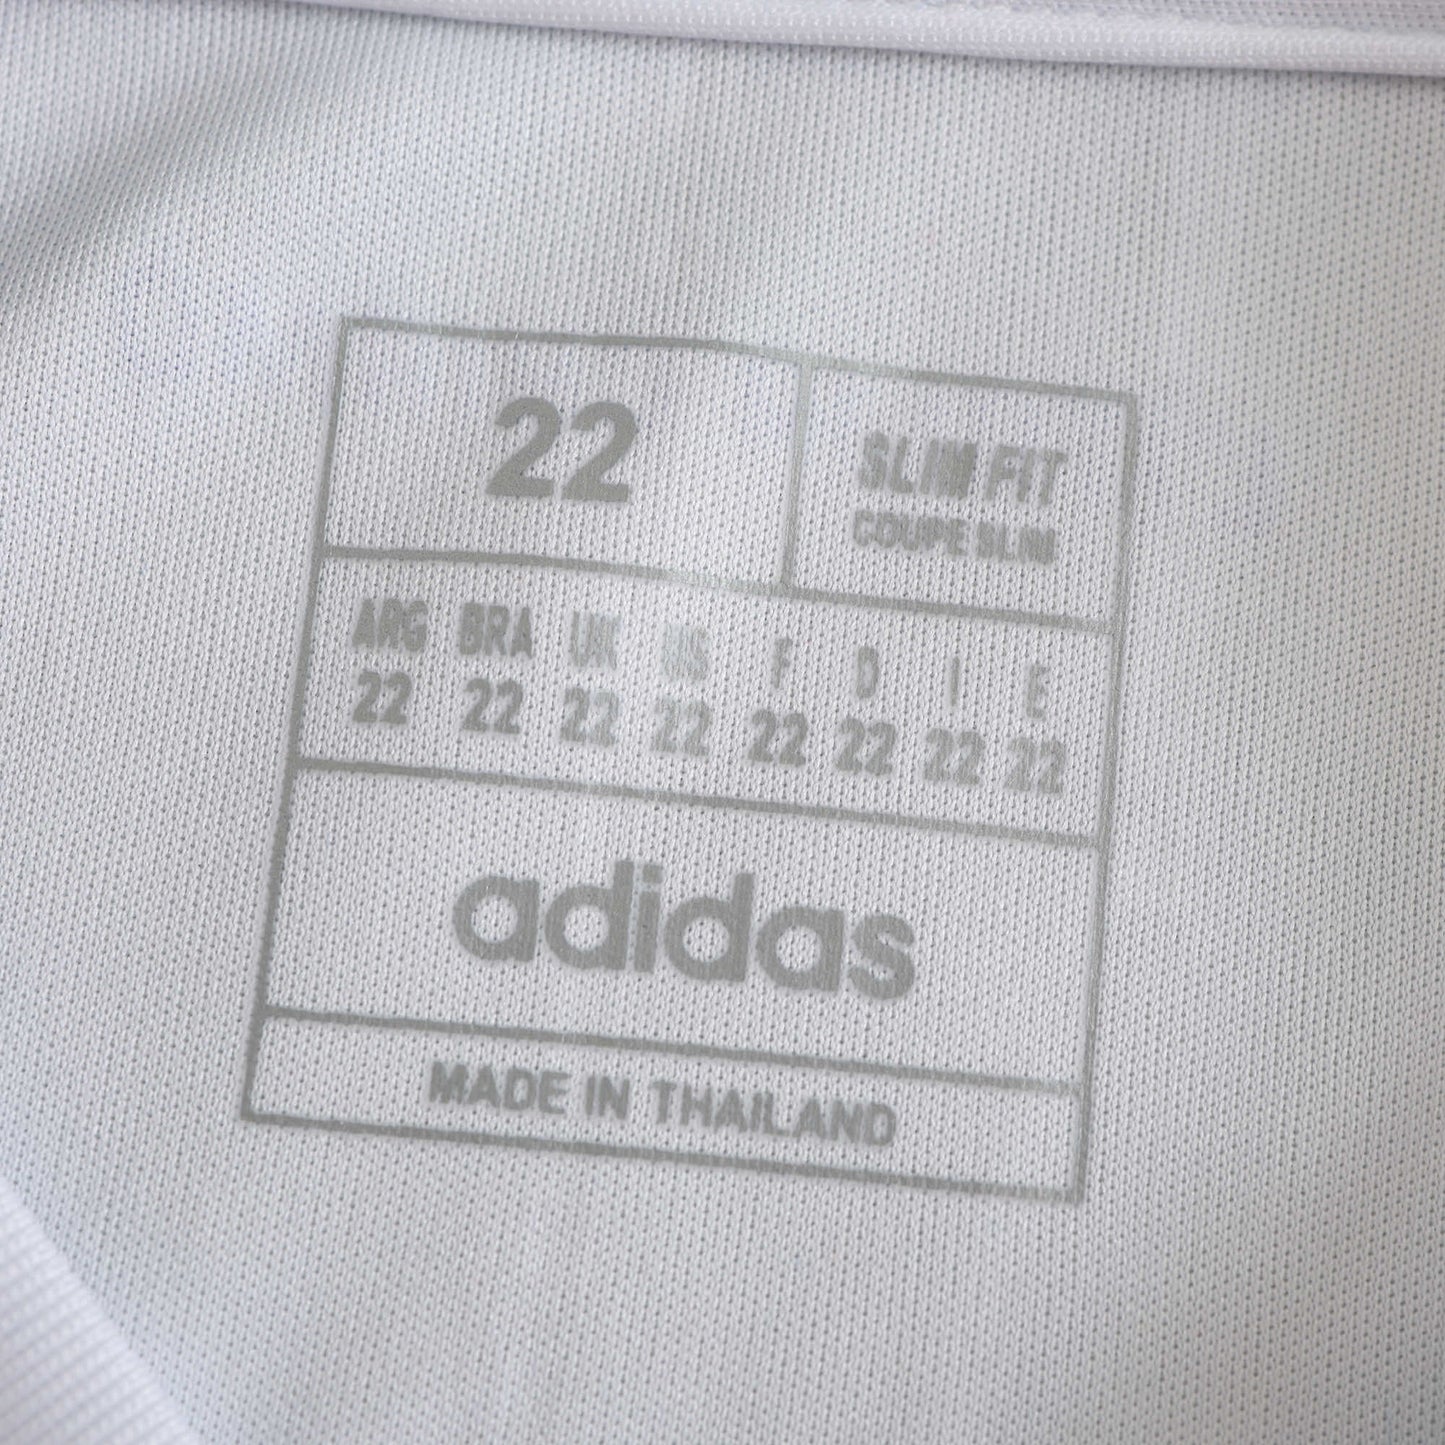 22
SLIM FIT
COUPE SLIM
ARG BRA UK US F D I E
22 22 22 22 22 22 22 22
adidas
MADE IN THAILAND